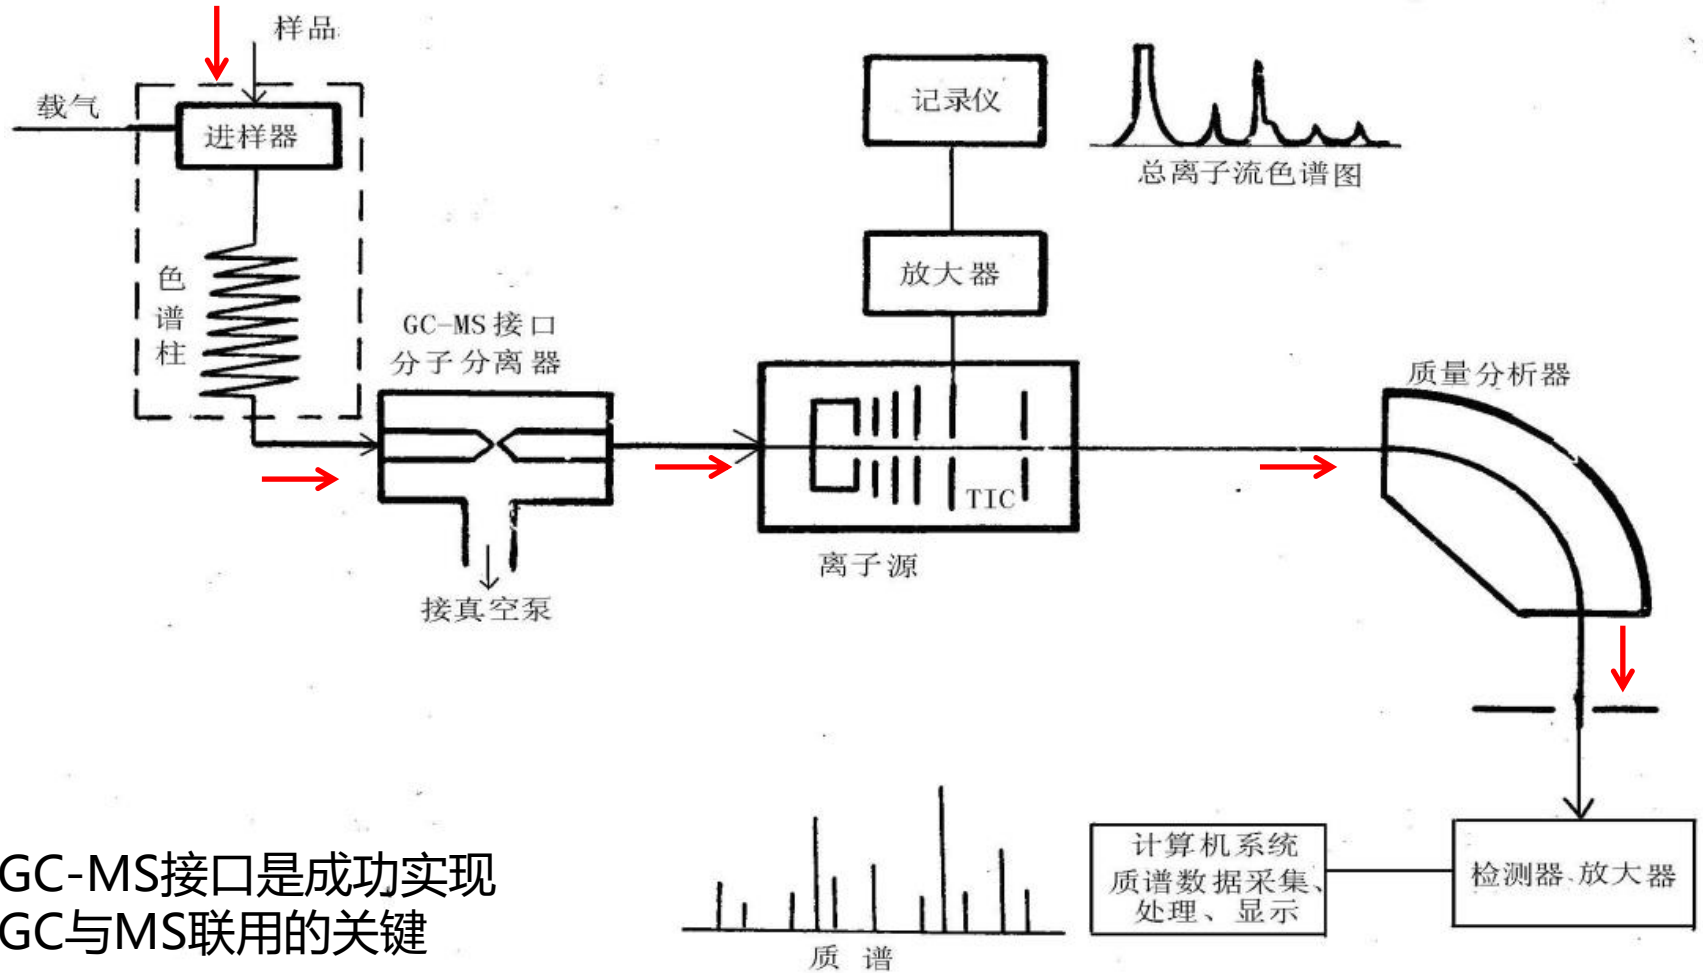 样品
载气
进样器
记录仪
总离子流色谱图
放大器
色
谱
柱
GC-MS接口
分子分离器
质量分析器
TIC
离子源
接真空泵
计算机系统
质谱数据采集、
处理、显示
检测器、放大器
GC-MS接口是成功实现
GC与MS联用的关键
质 谱